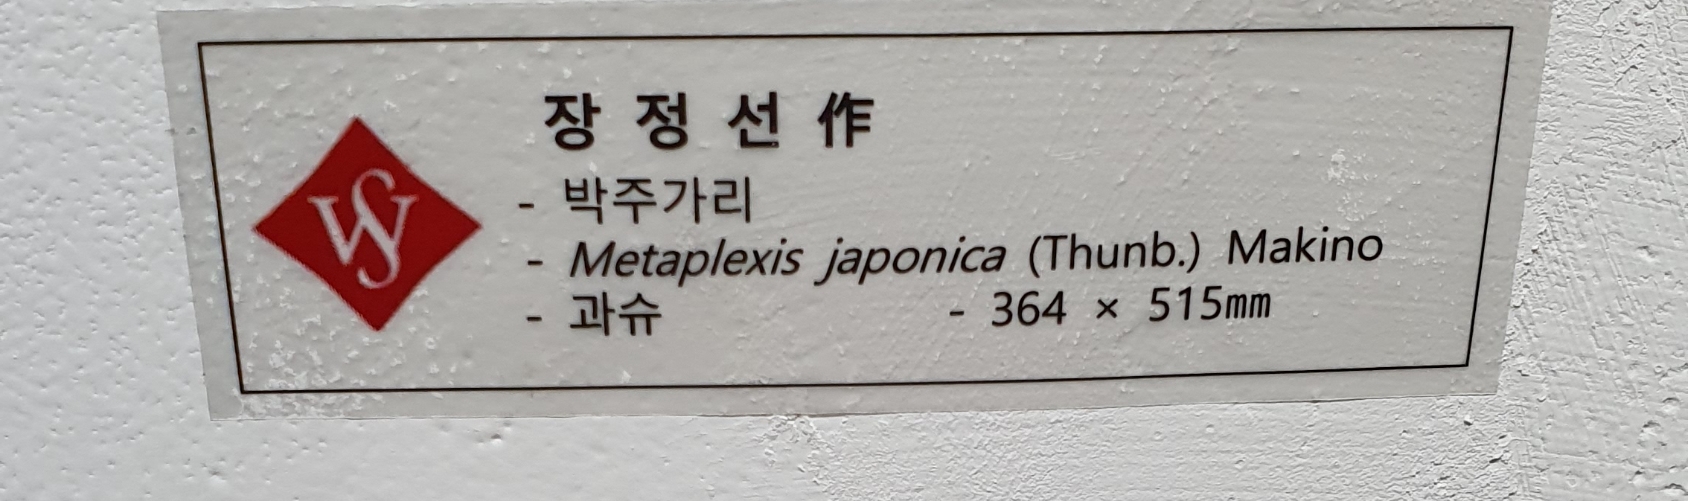 장 정 선 作
- 박주가리
- Metaplexis japonica (Thunb.) Makino
- 과슈 - 364 × 515mm